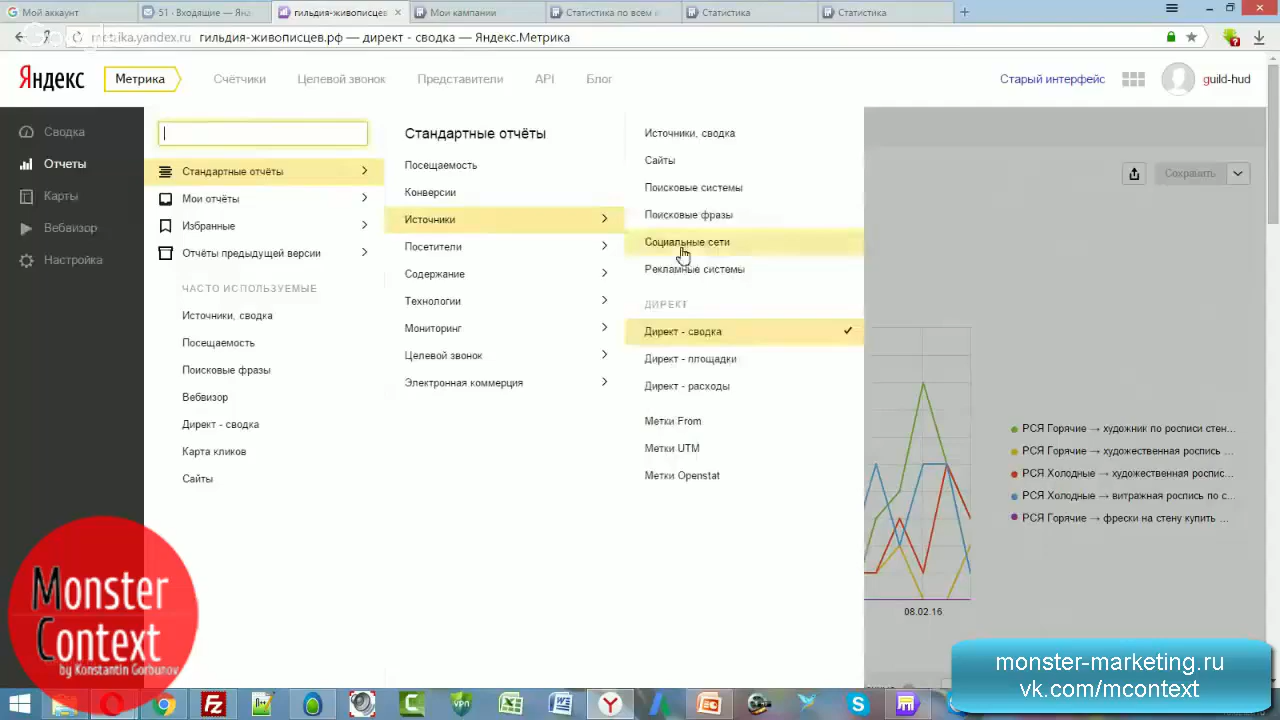 Мой аккаунт
51 · Входящие — Яне
гильдия-живописцев
Мои кампании
Статистика по всем
Статистика
Статистика
гильдия-живописцев.рф — директ - сводка — Яндекс.Метрика
Яндекс
Метрика
Счётчики
Целевой звонок
Представители
API
Блог
Старый интерфейс
guild-hud
Сводка
Отчеты
Карты
Вебвизор
Настройка
Стандартные отчёты
Мои отчёты
Избранные
Отчёты предыдущей версии
ЧАСТО ИСПОЛЬЗУЕМЫЕ
Источники, сводка
Посещаемость
Поисковые фразы
Вебвизор
Директ - сводка
Карта кликов
Сайты
Стандартные отчёты
Посещаемость
Конверсии
Источники
Посетители
Содержание
Технологии
Мониторинг
Целевой звонок
Электронная коммерция
Источники, сводка
Сайты
Поисковые системы
Поисковые фразы
Социальные сети
Рекламные системы
ДИРЕКТ
Директ - сводка
Директ - площадки
Директ - расходы
Метки From
Метки UTM
Метки Openstat
Сохранить
РСЯ Горячие → художник по росписи стен...
РСЯ Горячие → художественная роспись ...
РСЯ Холодные → художественная роспис...
РСЯ Холодные → витражная роспись по с...
РСЯ Горячие → фрески на стену купить ...
08.02.16
Monster
Context
by Konstantin Gorbunov
monster-marketing.ru
vk.com/mcontext